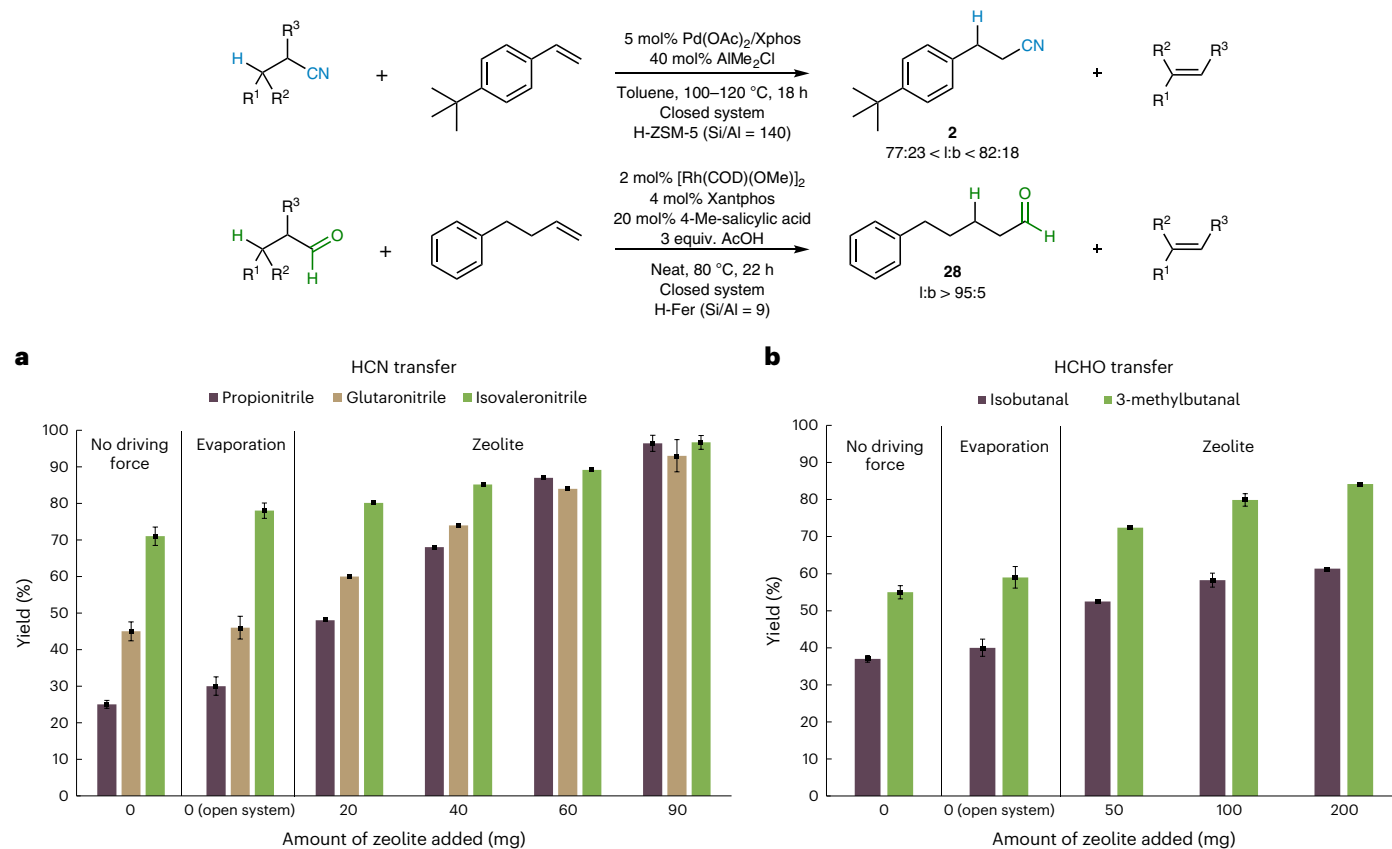 R³
H
CN
R¹ R²
+
5 mol% Pd(OAc)₂/Xphos
40 mol% AlMe₂Cl
Toluene, 100–120 °C, 18 h
Closed system
H-ZSM-5 (Si/Al = 140)
H
CN
2
77:23 < l:b < 82:18
+
R² R³
R¹
R³
H
O
R¹ R²
H
+
2 mol% [Rh(COD)(OMe)]₂
4 mol% Xantphos
20 mol% 4-Me-salicylic acid
3 equiv. AcOH
Neat, 80 °C, 22 h
Closed system
H-Fer (Si/Al = 9)
H O
H
28
l:b > 95:5
+
R² R³
R¹
a
HCN transfer
Propionitrile Glutaronitrile Isovaleronitrile
No driving force
Evaporation
Zeolite
Yield (%)
100
90
80
70
60
50
40
30
20
10
0
0 0 (open system) 20 40 60 90
Amount of zeolite added (mg)
b
HCHO transfer
Isobutanal 3-methylbutanal
No driving force
Evaporation
Zeolite
Yield (%)
100
90
80
70
60
50
40
30
20
10
0
0 0 (open system) 50 100 200
Amount of zeolite added (mg)